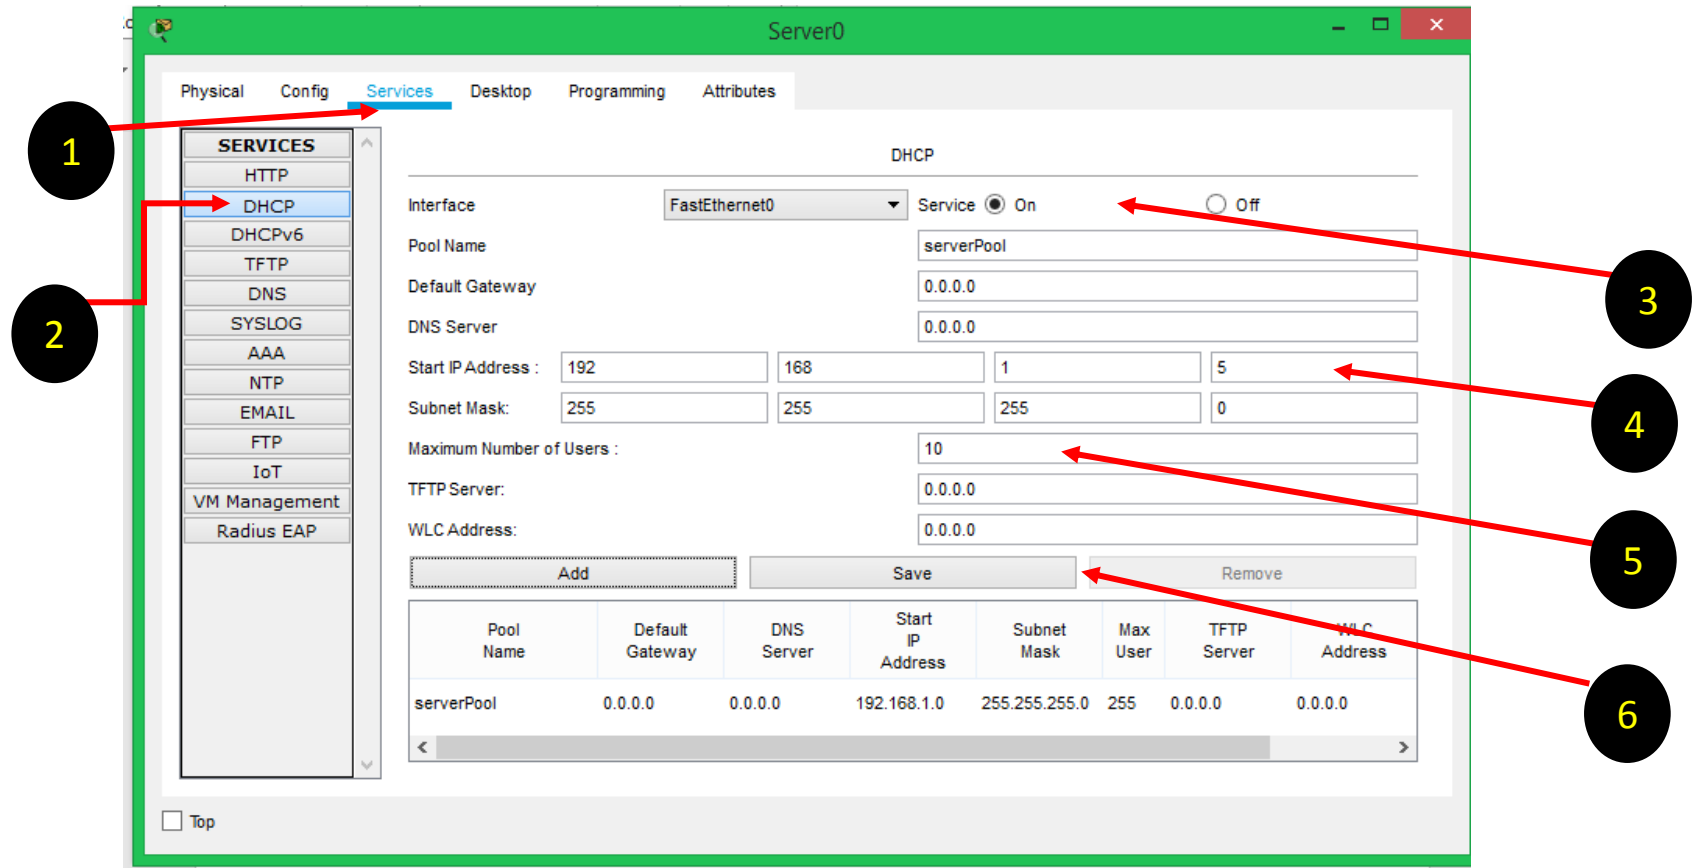 Server0
Physical Config Services Desktop Programming Attributes
1
SERVICES
HTTP
DHCP
DHCPv6
TFTP
DNS
SYSLOG
AAA
NTP
EMAIL
FTP
IoT
VM Management
Radius EAP
2
DHCP
Interface FastEthernet0 Service On Off
Pool Name serverPool
Default Gateway 0.0.0.0
DNS Server 0.0.0.0
Start IP Address : 192 168 1 5
Subnet Mask: 255 255 255 0
Maximum Number of Users : 10
TFTP Server: 0.0.0.0
WLC Address: 0.0.0.0
Add Save Remove
Pool Name Default Gateway DNS Server Start IP Address Subnet Mask Max User TFTP Server WLC Address
serverPool 0.0.0.0 0.0.0.0 192.168.1.0 255.255.255.0 255 0.0.0.0 0.0.0.0
3
4
5
6
Top